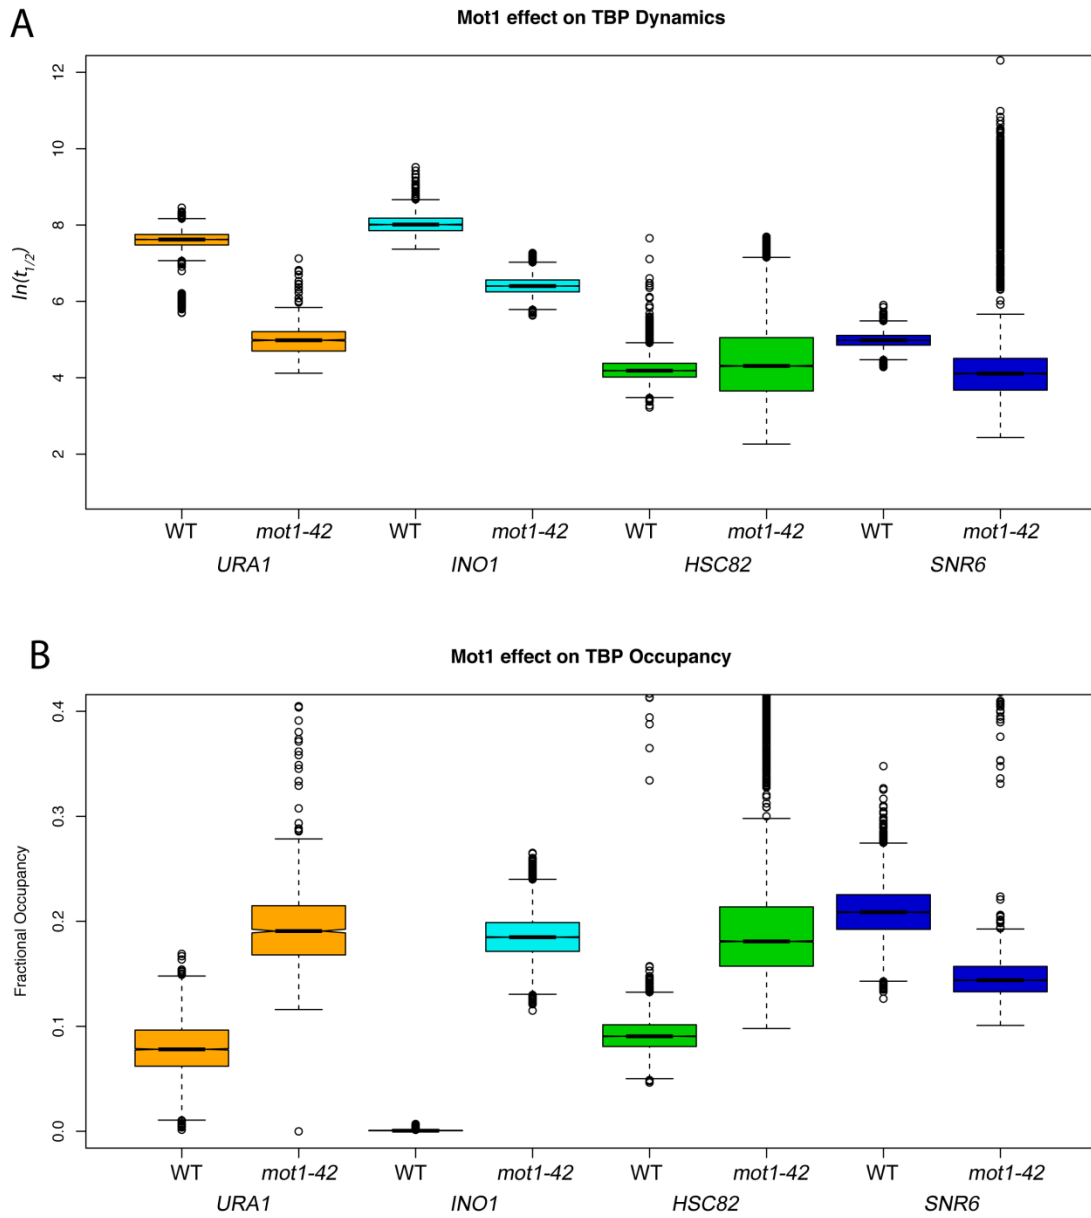 A
Mot1 effect on TBP Dynamics
ln(t1/2)
12
10
8
6
4
2
WT mot1-42 WT mot1-42 WT mot1-42 WT mot1-42
URA1 INO1 HSC82 SNR6
B
Mot1 effect on TBP Occupancy
Fractional Occupancy
0.4
0.3
0.2
0.1
0.0
WT mot1-42 WT mot1-42 WT mot1-42 WT mot1-42
URA1 INO1 HSC82 SNR6